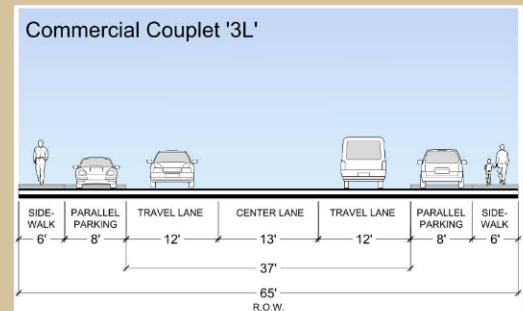 Commercial Couplet '3L'
SIDE- PARALLEL TRAVEL LANE CENTER LANE TRAVEL LANE PARALLEL SIDE-
WALK PARKING PARKING WALK
6' 8' 12' 13' 12' 8' 6'
37'
65'
R.O.W.